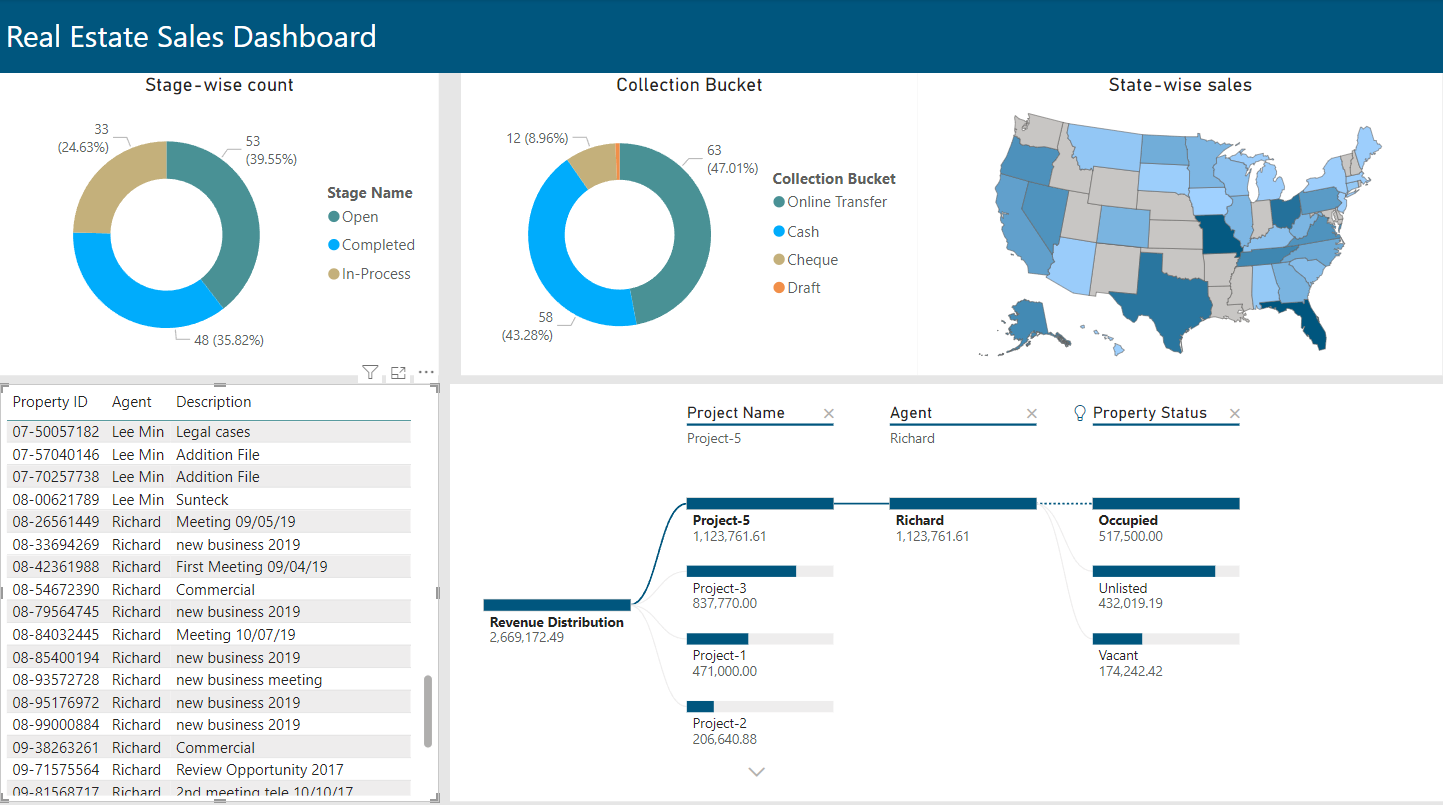 Real Estate Sales Dashboard
Stage-wise count
33
(24.63%)
53
(39.55%)
48 (35.82%)
Stage Name
Open
Completed
In-Process
Collection Bucket
12 (8.96%)
63
(47.01%)
58
(43.28%)
Collection Bucket
Online Transfer
Cash
Cheque
Draft
State-wise sales
Property ID Agent Description
07-50057182 Lee Min Legal cases
07-57040146 Lee Min Addition File
07-70257738 Lee Min Addition File
08-00621789 Lee Min Sunteck
08-26561449 Richard Meeting 09/05/19
08-33694269 Richard new business 2019
08-42361988 Richard First Meeting 09/04/19
08-54672390 Richard Commercial
08-79564745 Richard new business 2019
08-84032445 Richard Meeting 10/07/19
08-85400194 Richard new business 2019
08-93572728 Richard new business meeting
08-95176972 Richard new business 2019
08-99000884 Richard new business 2019
09-38263261 Richard Commercial
09-71575564 Richard Review Opportunity 2017
09-81568717 Richard 2nd meeting tele 10/10/17
Project Name
Project-5
Agent
Richard
Property Status
Revenue Distribution
2,669,172.49
Project-5
1,123,761.61
Project-3
837,770.00
Project-1
471,000.00
Project-2
206,640.88
Richard
1,123,761.61
Occupied
517,500.00
Unlisted
432,019.19
Vacant
174,242.42